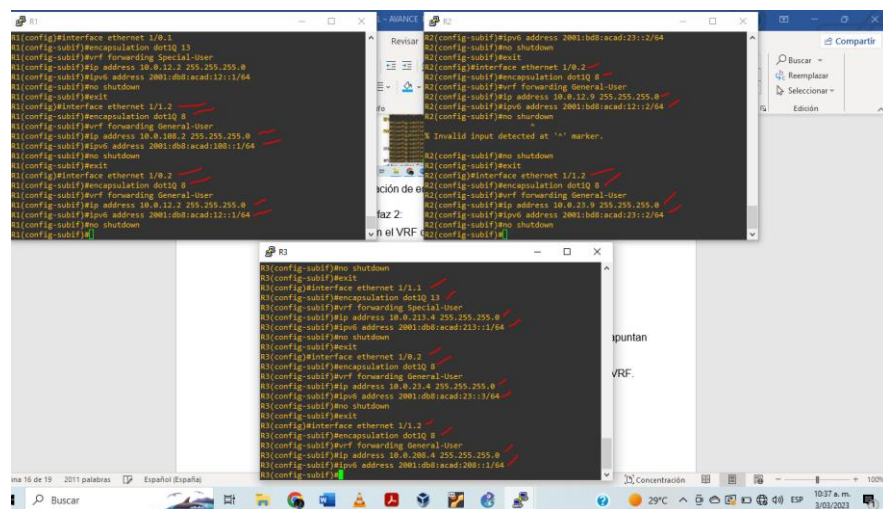 R1
R1(config)#interface ethernet 1/0.1
R1(config-subif)#encapsulation dot1Q 13
R1(config-subif)#vrf forwarding Special-User
R1(config-subif)#ip address 10.0.12.2 255.255.255.0
R1(config-subif)#ipv6 address 2001:db8:acad:12::1/64
R1(config-subif)#no shutdown
R1(config-subif)#exit
R1(config)#interface ethernet 1/1.2
R1(config-subif)#encapsulation dot1Q 8
R1(config-subif)#vrf forwarding General-User
R1(config-subif)#ip address 10.0.108.2 255.255.255.0
R1(config-subif)#ipv6 address 2001:db8:acad:108::1/64
R1(config-subif)#no shutdown
R1(config-subif)#exit
R1(config)#interface ethernet 1/0.2
R1(config-subif)#encapsulation dot1Q 8
R1(config-subif)#vrf forwarding General-User
R1(config-subif)#ip address 10.0.12.2 255.255.255.0
R1(config-subif)#ipv6 address 2001:db8:acad:12::1/64
R1(config-subif)#no shutdown
R1(config-subif)#
L - AVANCE
Revisar
ación de e
faz 2:
n el VRF
R2
R2(config-subif)#ipv6 address 2001:bd8:acad:23::2/64
R2(config-subif)#no shutdown
R2(config-subif)#exit
R2(config)#interface ethernet 1/0.2
R2(config-subif)#encapsulation dot1Q 8
R2(config-subif)#vrf forwarding General-User
R2(config-subif)#ip address 10.0.12.9 255.255.255.0
R2(config-subif)#ipv6 address 2001:db8:acad:12::2/64
R2(config-subif)#no shurdown
^
% Invalid input detected at '^' marker.
R2(config-subif)#no shutdown
R2(config-subif)#exit
R2(config)#interface ethernet 1/1.2
R2(config-subif)#encapsulation dot1Q 8
R2(config-subif)#vrf forwarding General-User
R2(config-subif)#ip address 10.0.23.9 255.255.255.0
R2(config-subif)#ipv6 address 2001:bd8:acad:23::2/64
R2(config-subif)#no shutdown
R2(config-subif)#
Compartir
Buscar
Reemplazar
Seleccionar
Edición
R3
R3(config-subif)#no shutdown
R3(config-subif)#exit
R3(config)#interface ethernet 1/1.1
R3(config-subif)#encapsulation dot1Q 13
R3(config-subif)#vrf forwarding Special-User
R3(config-subif)#ip address 10.0.213.4 255.255.255.0
R3(config-subif)#ipv6 address 2001:db8:acad:213::1/64
R3(config-subif)#no shutdown
R3(config-subif)#exit
R3(config)#interface ethernet 1/0.2
R3(config-subif)#encapsulation dot1Q 8
R3(config-subif)#vrf forwarding General-User
R3(config-subif)#ip address 10.0.23.4 255.255.255.0
R3(config-subif)#ipv6 address 2001:db8:acad:23::3/64
R3(config-subif)#no shutdown
R3(config-subif)#exit
R3(config)#interface ethernet 1/1.2
R3(config-subif)#encapsulation dot1Q 8
R3(config-subif)#vrf forwarding General-User
R3(config-subif)#ip address 10.0.208.4 255.255.255.0
R3(config-subif)#ipv6 address 2001:db8:acad:208::1/64
R3(config-subif)#
apuntan
VRF.
ina 16 de 19 2011 palabras Español (España) Concentración 100%
Buscar 29°C ESP 10:37 a. m.
3/03/2023